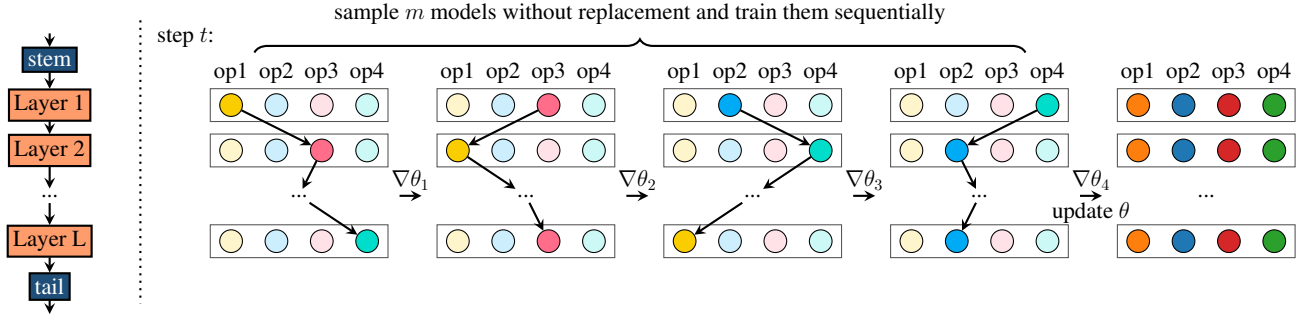 sample m models without replacement and train them sequentially
step t:
stem
Layer 1
Layer 2
...
Layer L
tail
op1 op2 op3 op4
op1 op2 op3 op4
op1 op2 op3 op4
op1 op2 op3 op4
op1 op2 op3 op4
... ∇θ1 ... ∇θ2 ... ∇θ3 ... ∇θ4 ...
update θ